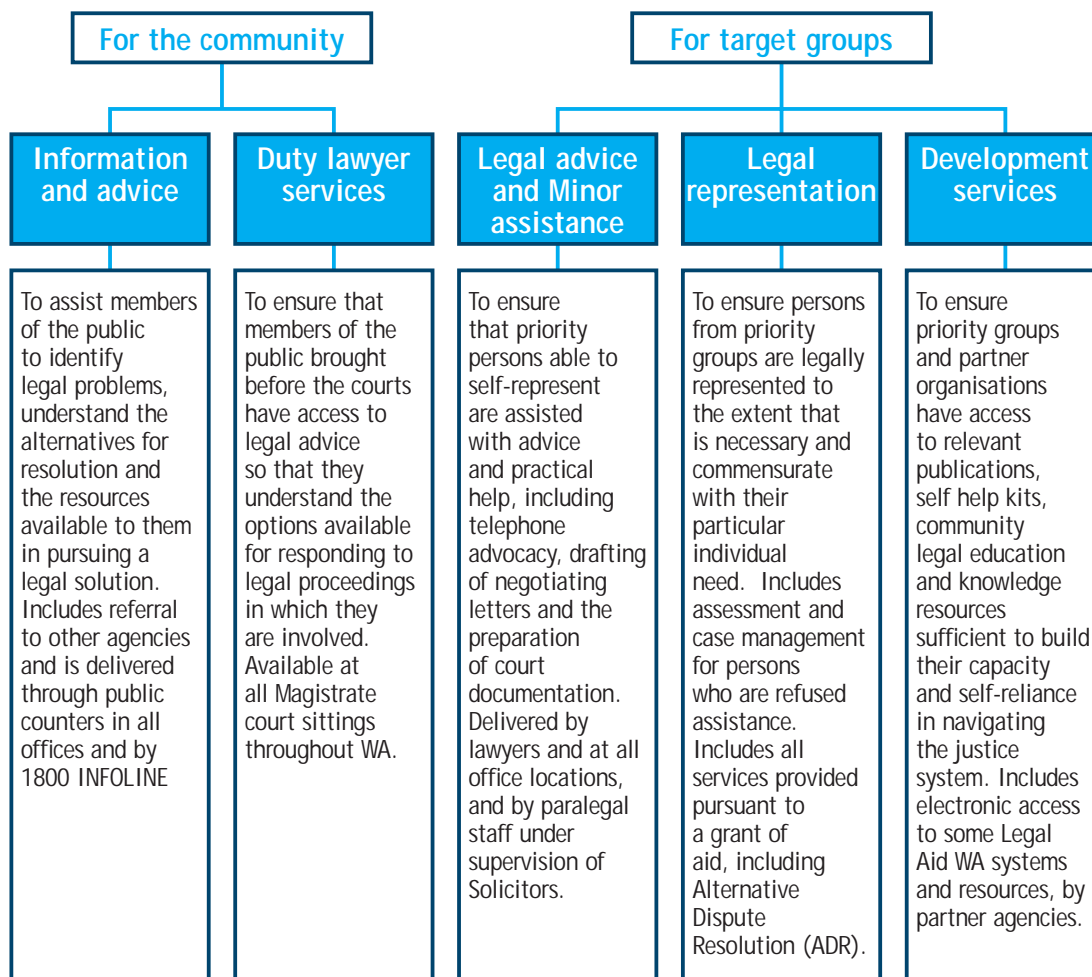 For the community
For target groups
Information
and advice
Duty lawyer
services
Legal advice
and Minor
assistance
Legal
representation
Development
services
To assist members
of the public
to identify
legal problems,
understand the
alternatives for
resolution and
the resources
available to them
in pursuing a
legal solution.
Includes referral
to other agencies
and is delivered
through public
counters in all
offices and by
1800 INFOLINE
To ensure that
members of the
public brought
before the courts
have access to
legal advice
so that they
understand the
options available
for responding to
legal proceedings
in which they
are involved.
Available at
all Magistrate
court sittings
throughout WA.
To ensure
that priority
persons able to
self-represent
are assisted
with advice
and practical
help, including
telephone
advocacy, drafting
of negotiating
letters and the
preparation
of court
documentation.
Delivered by
lawyers and at all
office locations,
and by paralegal
staff under
supervision of
Solicitors.
To ensure persons
from priority
groups are legally
represented to
the extent that
is necessary and
commensurate
with their
particular
individual
need.  Includes
assessment and
case management
for persons
who are refused
assistance.
Includes all
services provided
pursuant to
a grant of
aid, including
Alternative
Dispute
Resolution (ADR).
To ensure
priority groups
and partner
organisations
have access
to relevant
publications,
self help kits,
community
legal education
and knowledge
resources
sufficient to build
their capacity
and self-reliance
in navigating
the justice
system. Includes
electronic access
to some Legal
Aid WA systems
and resources, by
partner agencies.